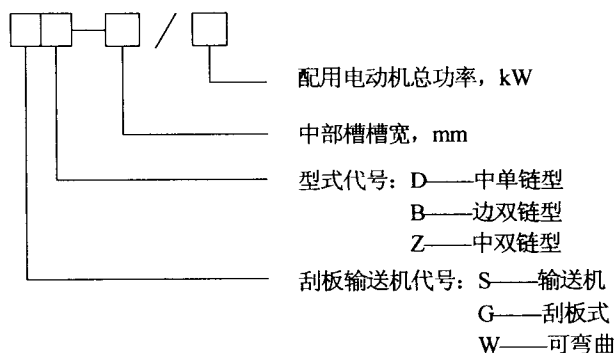 配用电动机总功率，kW
中部槽槽宽，mm
型式代号：D——中单链型
B——边双链型
Z——中双链型
刮板输送机代号：S——输送机
G——刮板式
W——可弯曲